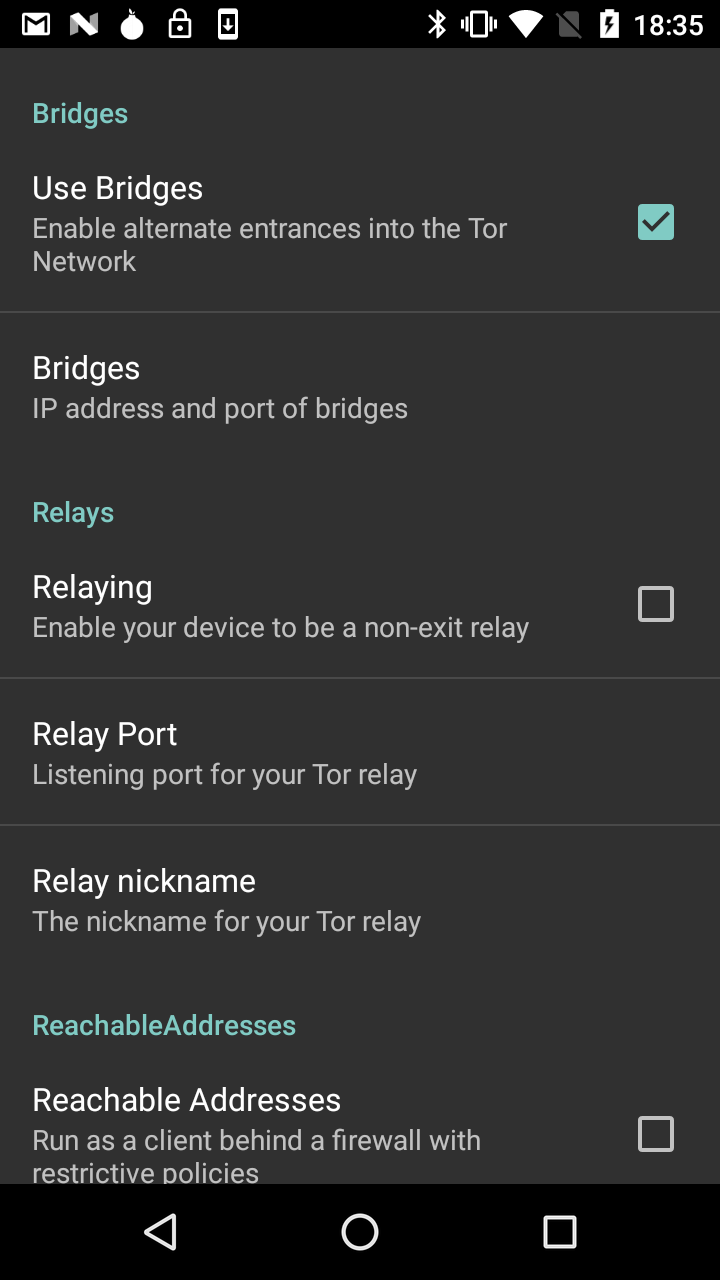 18:35
Bridges
Use Bridges
Enable alternate entrances into the Tor
Network
Bridges
IP address and port of bridges
Relays
Relaying
Enable your device to be a non-exit relay
Relay Port
Listening port for your Tor relay
Relay nickname
The nickname for your Tor relay
ReachableAddresses
Reachable Addresses
Run as a client behind a firewall with
restrictive policies